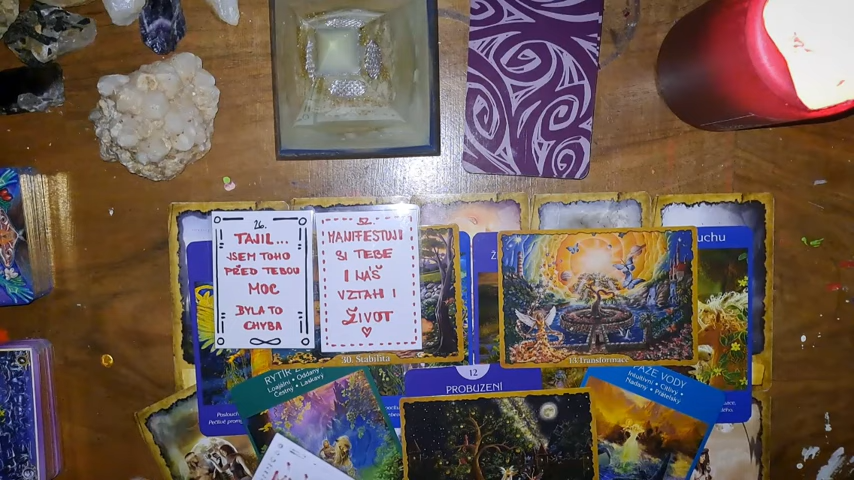 26.
TAJIL...
JSEM TOHO
PŘED TEBOU
MOC
BYLA TO
CHYBA
52.
MANIFESTUJI
SI TEBE
I NÁŠ
VZTAH I
ŽIVOT
uchu
30. Stabilita
13 Transformace
RYTÍŘ
Loajální • Oddaný
Čestný • Laskavý
12
PROBUZENÍ
PÁŽE VODY
Intuitivní • Citlivý
Nadaný • Přátelský